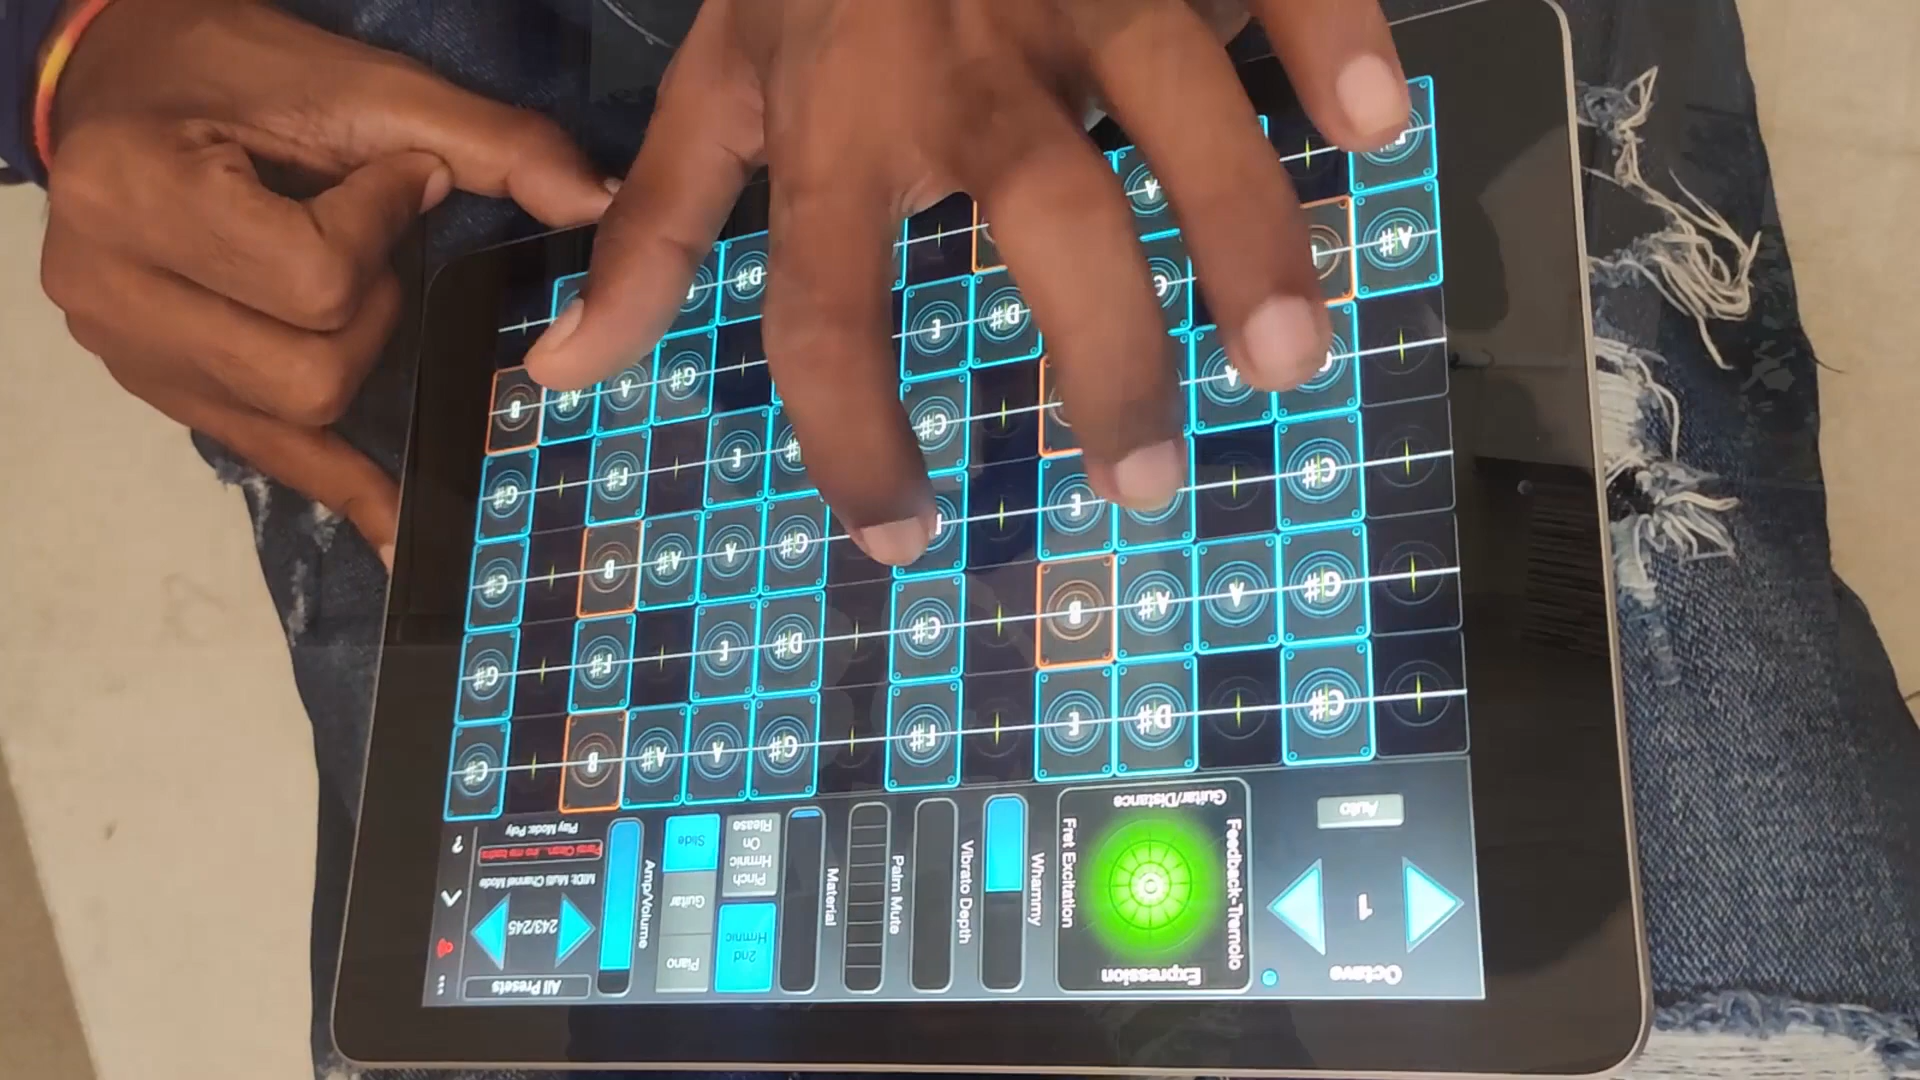 Octave
1
Auto
Expression
Feedback-Tremolo
Fret Excitation
Guitar/Distance
Whammy
Vibrato Depth
Palm Mute
Material
2nd Hrmnic
Pinch Hrmnic On Rlease
Piano
Guitar
Slide
Amp/Volume
All Presets
243/245
MIDI: Multi Channel Mode
Play Mode: Poly
?
C# D# E F# G# A A# B C#
G# A A# B C# D# E F# G#
C# E G# A A# B C#
A C# E F# G#
A# D# E G# A A# B
A D#